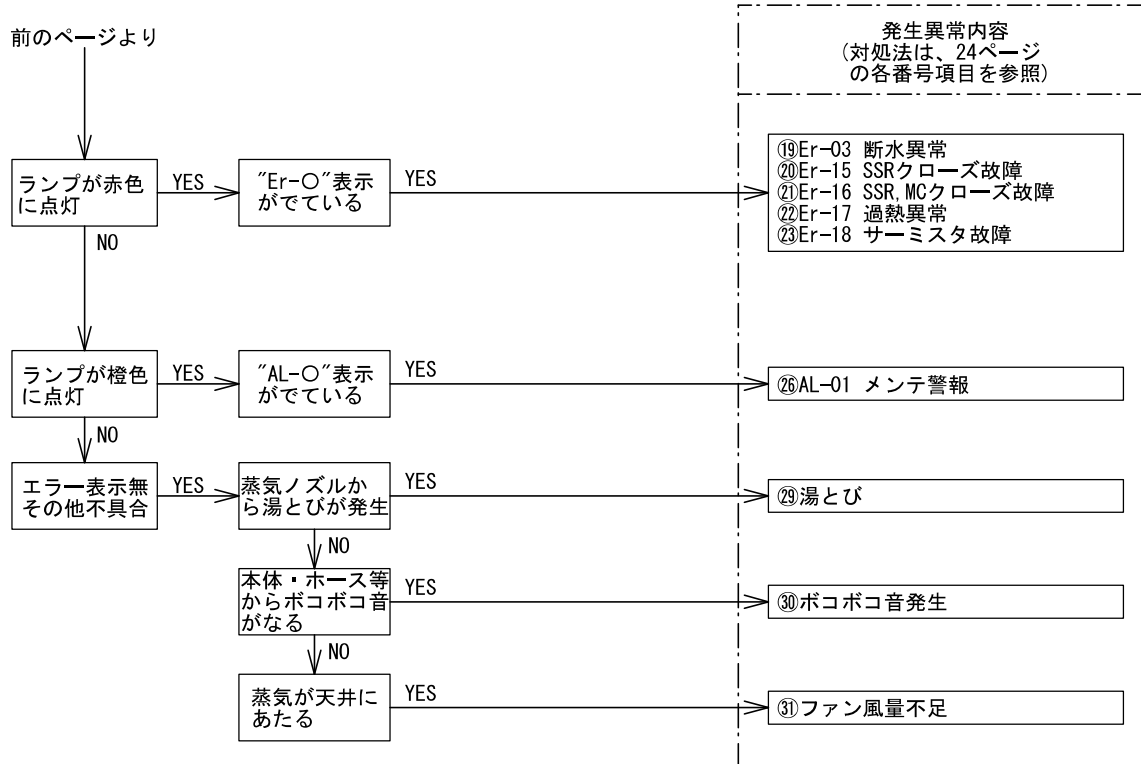 前のページより
発生異常内容
(対処法は、24ページ
の各番号項目を参照)
ランプが赤色
に点灯
YES
"Er-○"表示
がでている
YES
⑲Er-03 断水異常
⑳Er-15 SSRクローズ故障
㉑Er-16 SSR,MCクローズ故障
㉒Er-17 過熱異常
㉓Er-18 サーミスタ故障
NO
ランプが橙色
に点灯
YES
"AL-○"表示
がでている
YES
㉖AL-01 メンテ警報
NO
エラー表示無
その他不具合
YES
蒸気ノズルか
ら湯とびが発生
YES
㉙湯とび
NO
本体・ホース等
からボコボコ音
がなる
YES
㉚ボコボコ音発生
NO
蒸気が天井に
あたる
YES
㉛ファン風量不足